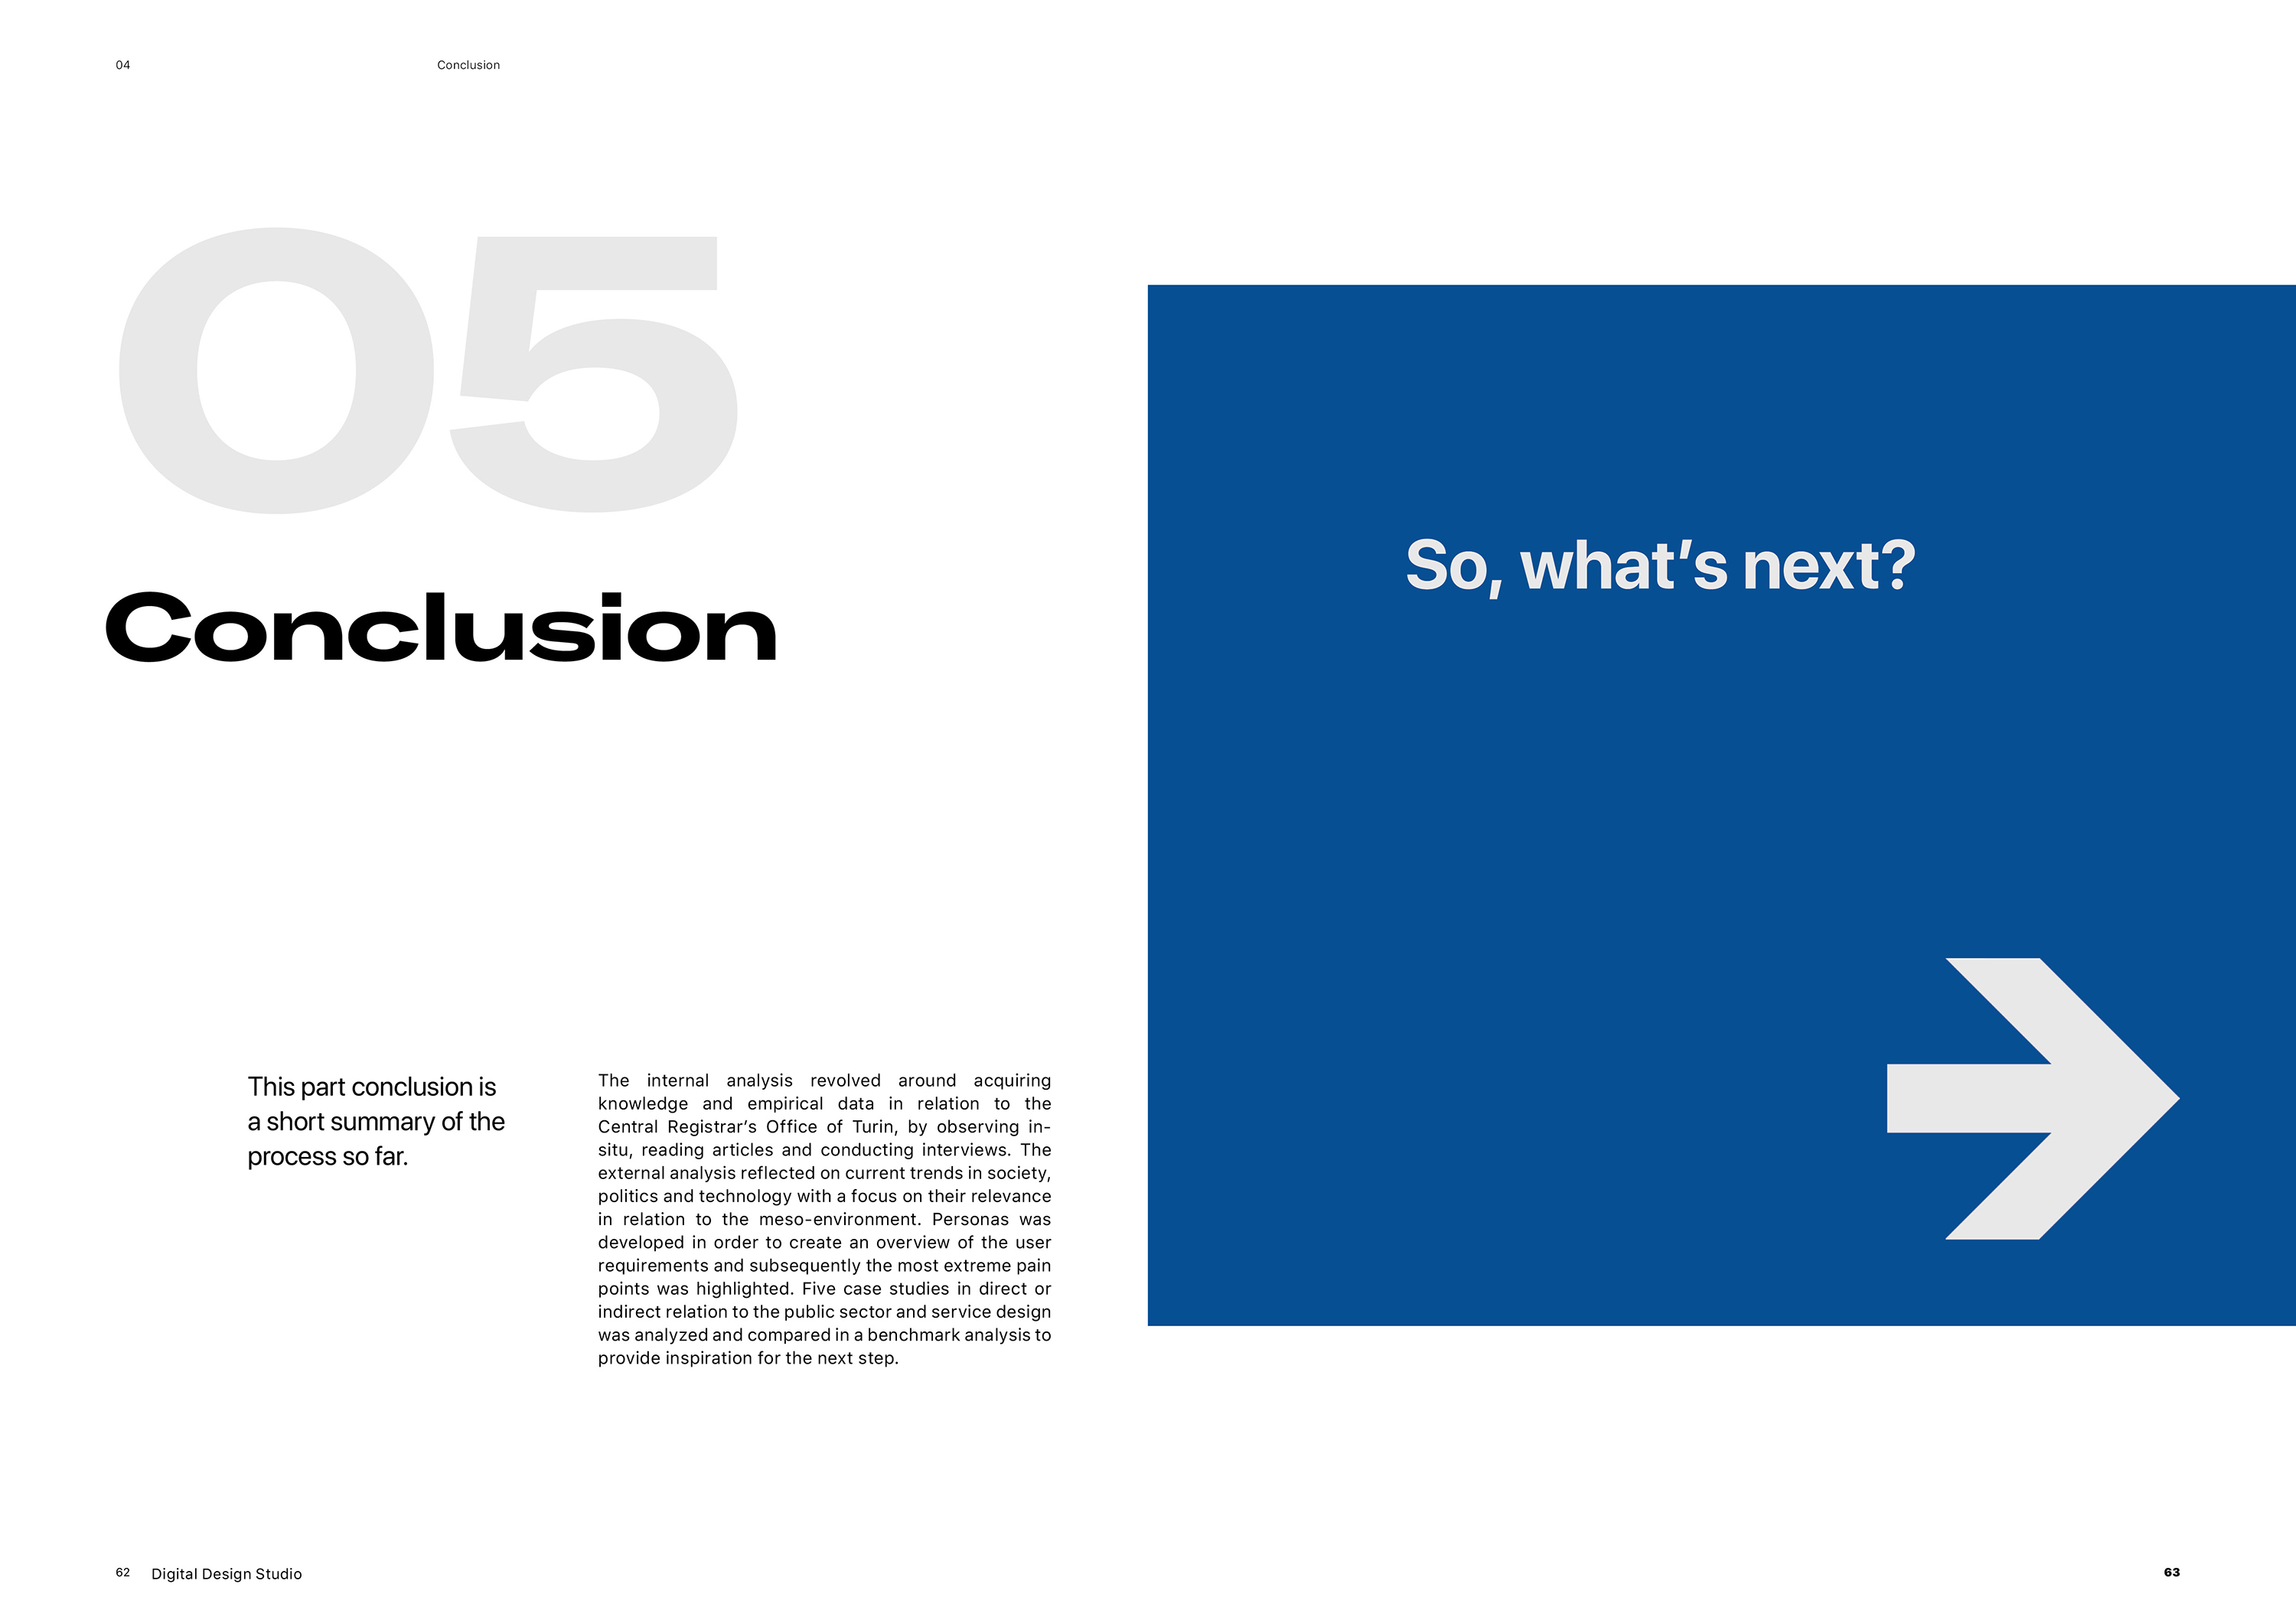 04
Conclusion
05
Conclusion
This part conclusion is
a short summary of the
process so far.
The internal analysis revolved around acquiring
knowledge and empirical data in relation to the
Central Registrar’s Office of Turin, by observing in-
situ, reading articles and conducting interviews. The
external analysis reflected on current trends in society,
politics and technology with a focus on their relevance
in relation to the meso-environment. Personas was
developed in order to create an overview of the user
requirements and subsequently the most extreme pain
points was highlighted. Five case studies in direct or
indirect relation to the public sector and service design
was analyzed and compared in a benchmark analysis to
provide inspiration for the next step.
62
Digital Design Studio
So, what’s next?
63